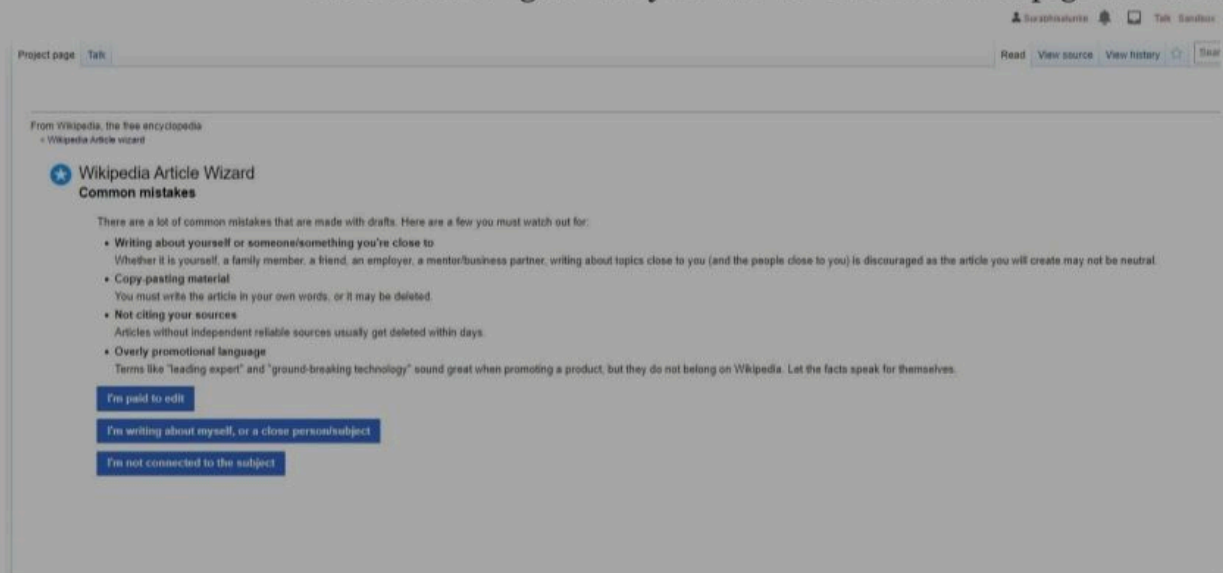 Talk Sandbox
Project page Talk
Read View source View history
From Wikipedia, the free encyclopedia
< Wikipedia Article wizard
Wikipedia Article Wizard
Common mistakes
There are a lot of common mistakes that are made with drafts. Here are a few you must watch out for:
• Writing about yourself or someone/something you're close to
Whether it is yourself, a family member, a friend, an employer, a mentor/business partner, writing about topics close to you (and the people close to you) is discouraged as the article you will create may not be neutral.
• Copy-pasting material
You must write the article in your own words, or it may be deleted.
• Not citing your sources
Articles without independent reliable sources usually get deleted within days.
• Overly promotional language
Terms like "leading expert" and "ground-breaking technology" sound great when promoting a product, but they do not belong on Wikipedia. Let the facts speak for themselves.
I'm paid to edit
I'm writing about myself, or a close person/subject
I'm not connected to the subject